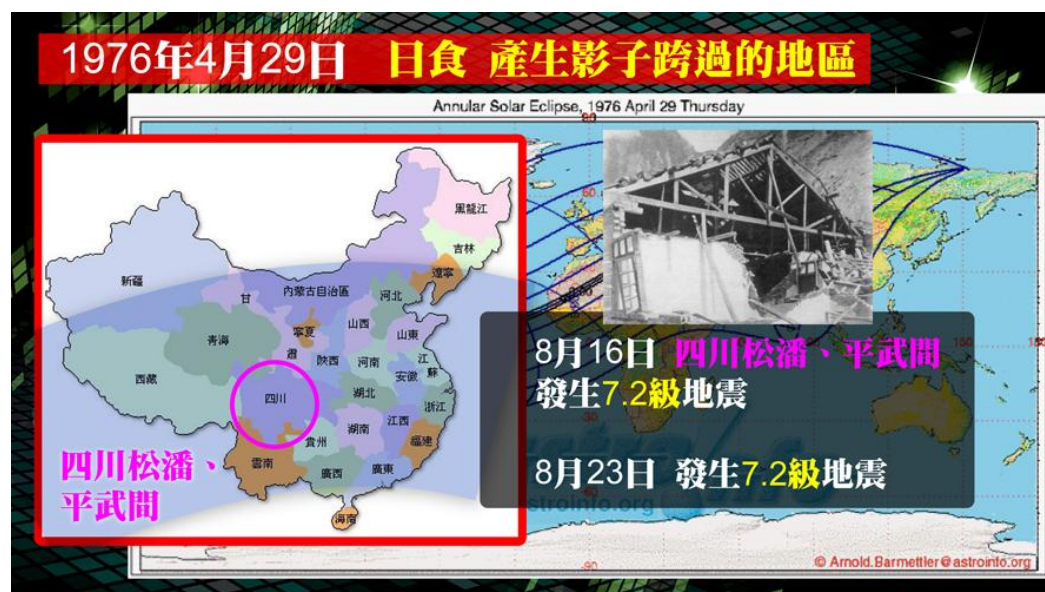 1976年4月29日 日食 產生影子跨過的地區
Annular Solar Eclipse, 1976 April 29 Thursday
黑龍江
吉林
遼寧
新疆
甘
內蒙古自治區
河北
寧夏
山西
山東
青海
肅
陝西
河南
江
蘇
安徽
西藏
四川
湖北
浙江
湖南
江西
貴州
福建
雲南
廣西
廣東
海南
四川松潘、
平武間
8月16日 四川松潘、平武間
發生7.2級地震
8月23日 發生7.2級地震
astroinfo.org
-90
© Arnold.Barmettler@astroinfo.org